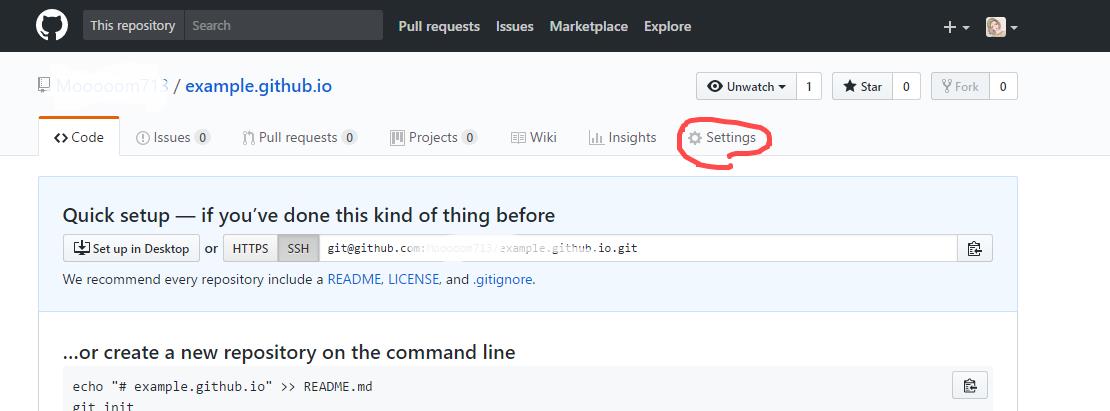 This repository Search Pull requests Issues Marketplace Explore
/ example.github.io
Unwatch 1 Star 0 Fork 0
Code Issues 0 Pull requests 0 Projects 0 Wiki Insights Settings
Quick setup — if you've done this kind of thing before
Set up in Desktop or HTTPS SSH git@github.com: /example.github.io.git
We recommend every repository include a README, LICENSE, and .gitignore.
…or create a new repository on the command line
echo "# example.github.io" >> README.md
git init